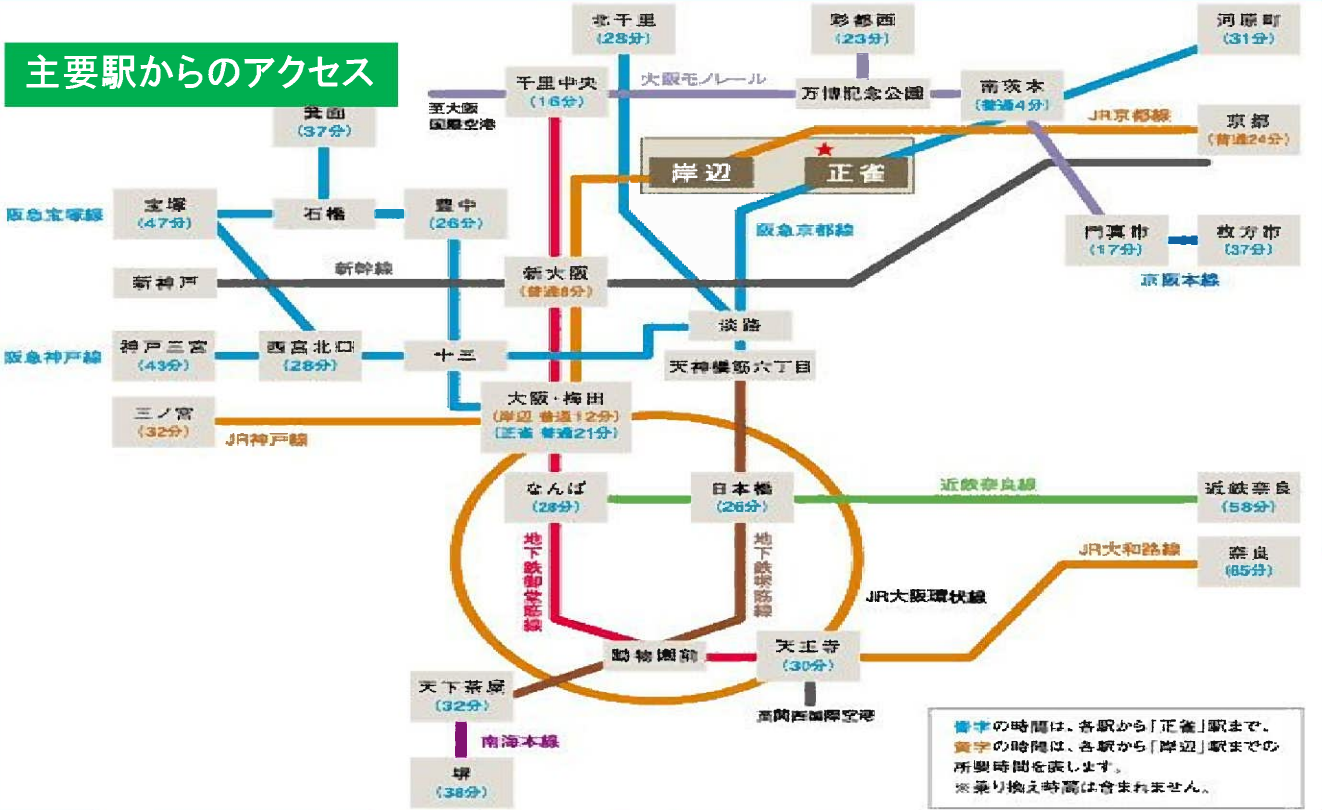 主要駅からのアクセス
北千里
(28分)
彩都西
(23分)
河原町
(31分)
千里中央
(16分)
大阪モノレール
万博記念公園
南茨木
(普通4分)
至大阪
国際空港
箕面
(37分)
JR京都線
京都
(普通24分)
岸辺
★
正雀
阪急宝塚線
宝塚
(47分)
石橋
豊中
(26分)
阪急京都線
門真市
(17分)
枚方市
(37分)
京阪本線
新神戸
新幹線
新大阪
(普通8分)
淡路
阪急神戸線
神戸三宮
(43分)
西宮北口
(28分)
十三
天神橋筋六丁目
三ノ宮
(32分)
JR神戸線
大阪・梅田
(岸辺 普通12分)
(正雀 普通21分)
なんば
(28分)
日本橋
(26分)
近鉄奈良線
近鉄奈良
(58分)
地下鉄御堂筋線
地下鉄堺筋線
JR大和路線
奈良
(65分)
JR大阪環状線
動物園前
天王寺
(30分)
至関西国際空港
天下茶屋
(32分)
南海本線
堺
(38分)
青字の時間は、各駅から「正雀」駅まで、
黄字の時間は、各駅から「岸辺」駅までの
所要時間を表します。
※乗り換え時間は含まれません。